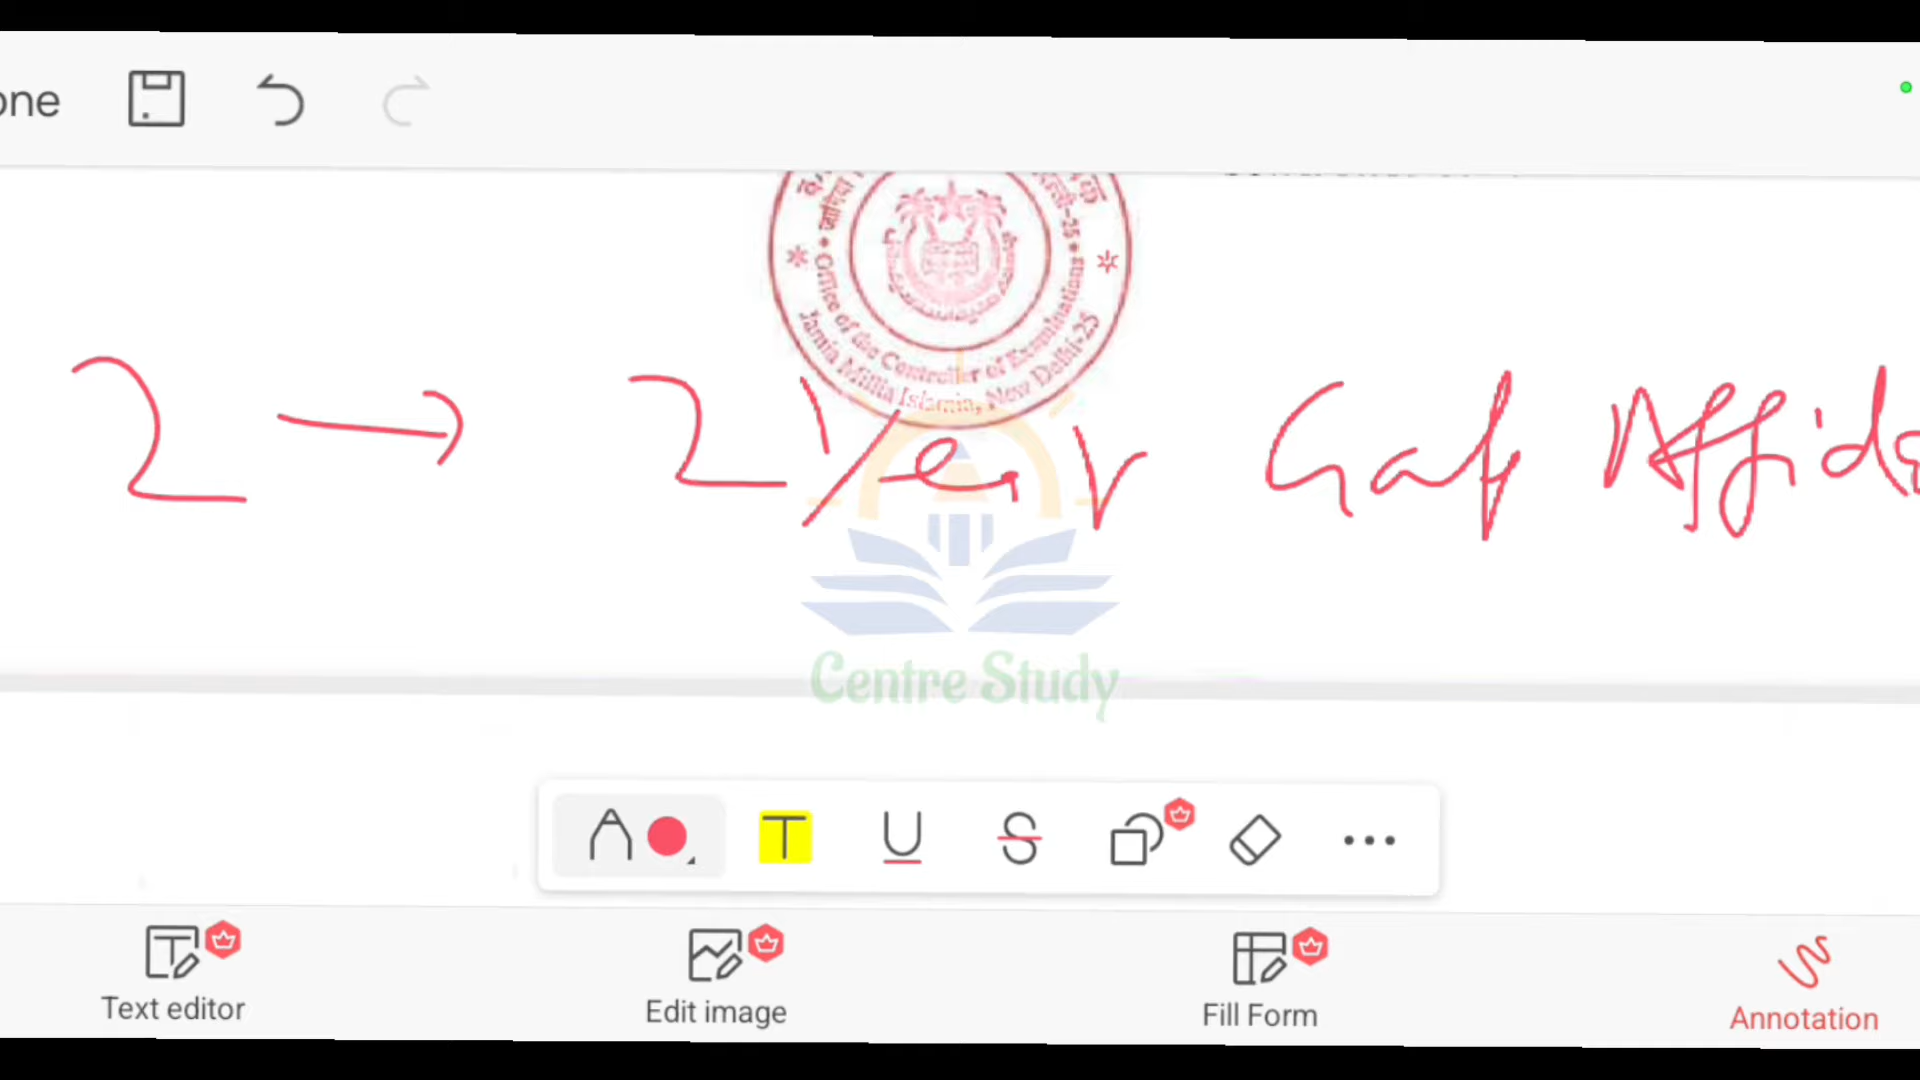 one
दिल्ली-25
Office of the Controller of Examinations
Jamia Millia Islamia, New Delhi-25
2 → 2 Year Gap Affida
Centre Study
Text editor
Edit image
Fill Form
Annotation